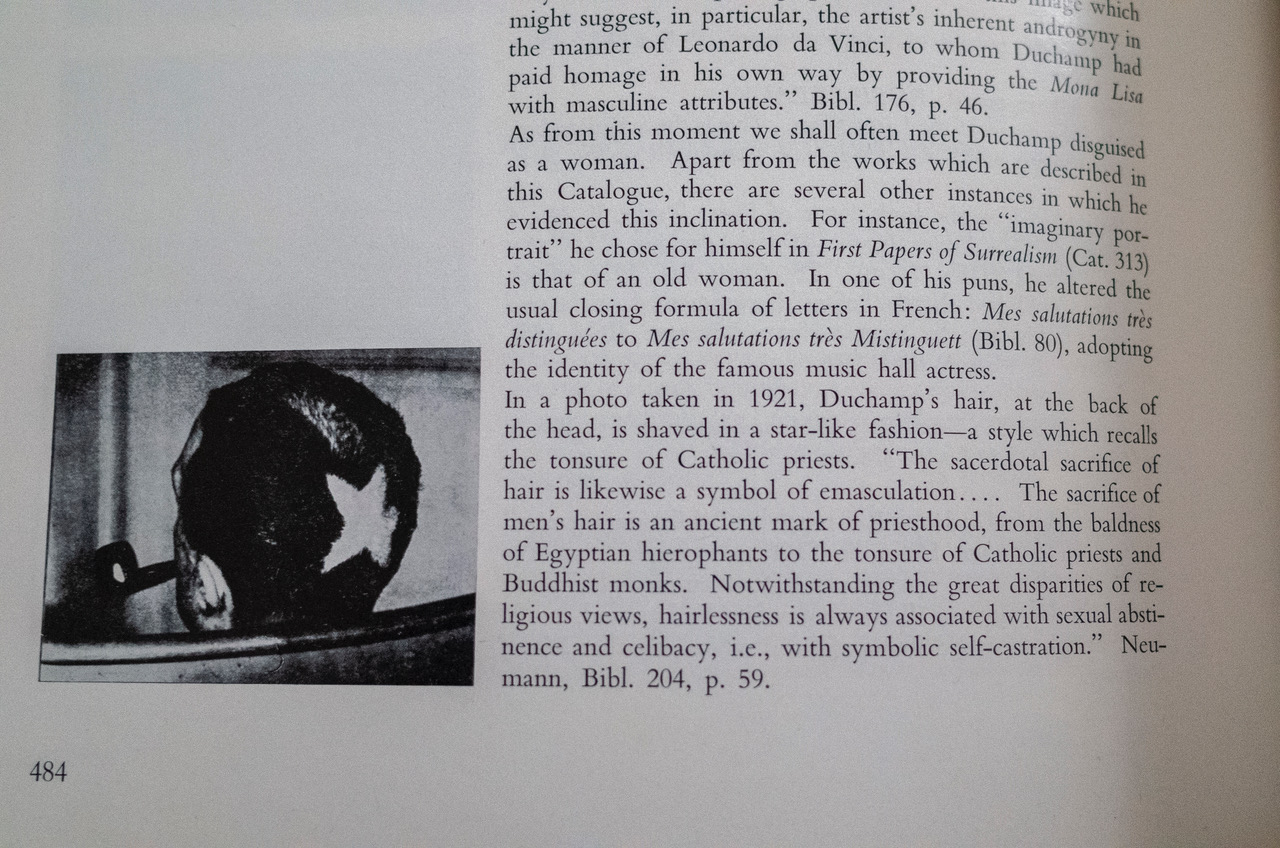 image which
might suggest, in particular, the artist’s inherent androgyny in
the manner of Leonardo da Vinci, to whom Duchamp had
paid homage in his own way by providing the Mona Lisa
with masculine attributes.” Bibl. 176, p. 46.
As from this moment we shall often meet Duchamp disguised
as a woman. Apart from the works which are described in
this Catalogue, there are several other instances in which he
evidenced this inclination. For instance, the “imaginary por-
trait” he chose for himself in First Papers of Surrealism (Cat. 313)
is that of an old woman. In one of his puns, he altered the
usual closing formula of letters in French: Mes salutations très
distinguées to Mes salutations très Mistinguett (Bibl. 80), adopting
the identity of the famous music hall actress.
In a photo taken in 1921, Duchamp’s hair, at the back of
the head, is shaved in a star-like fashion—a style which recalls
the tonsure of Catholic priests. “The sacerdotal sacrifice of
hair is likewise a symbol of emasculation.... The sacrifice of
men’s hair is an ancient mark of priesthood, from the baldness
of Egyptian hierophants to the tonsure of Catholic priests and
Buddhist monks. Notwithstanding the great disparities of re-
ligious views, hairlessness is always associated with sexual absti-
nence and celibacy, i.e., with symbolic self-castration.” Neu-
mann, Bibl. 204, p. 59.
484